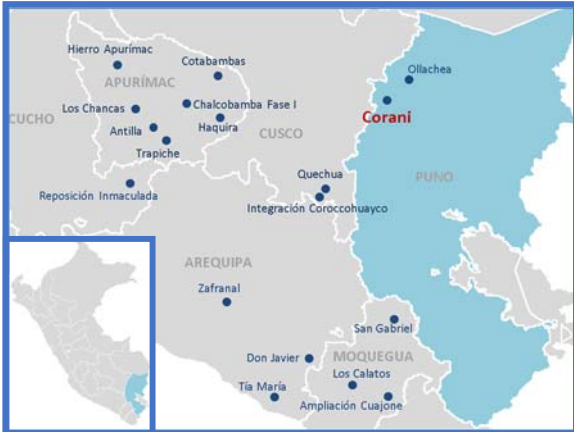 Hierro Apurímac
Cotabambas
Ollachea
APURÍMAC
Los Chancas
Chalcobamba Fase I
Corani
CUCHO
Antilla
Haquira
CUSCO
Trapiche
Quechua
PUNO
Reposición Inmaculada
Integración Coroccohuayco
AREQUIPA
Zafranal
San Gabriel
Don Javier
MOQUEGUA
Los Calatos
Tía María
Ampliación Cuajone